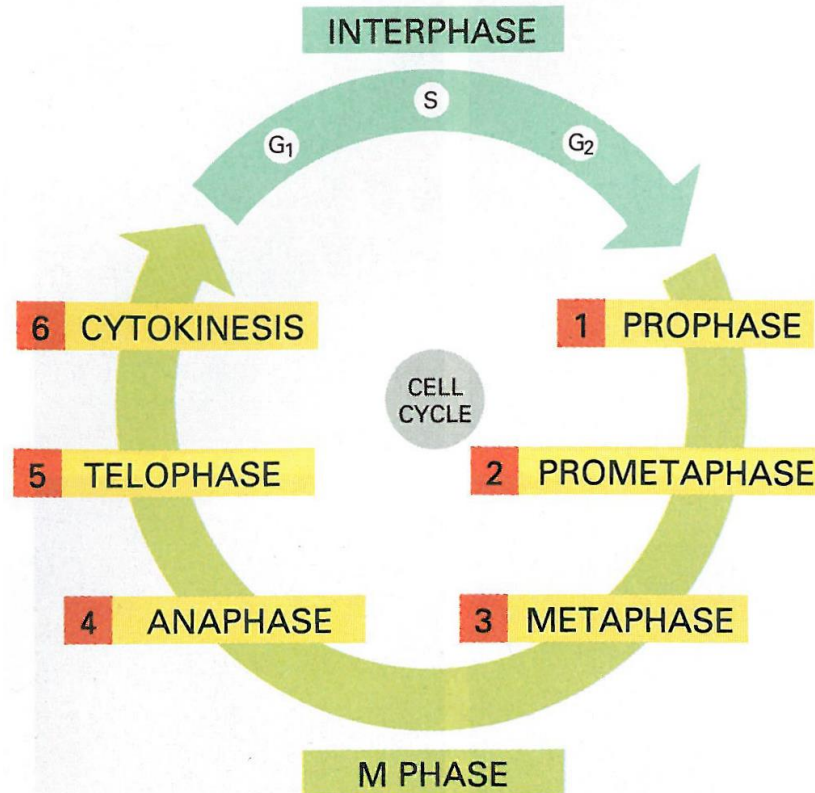 INTERPHASE
G1
S
G2
1 PROPHASE
2 PROMETAPHASE
3 METAPHASE
4 ANAPHASE
5 TELOPHASE
6 CYTOKINESIS
CELL
CYCLE
M PHASE